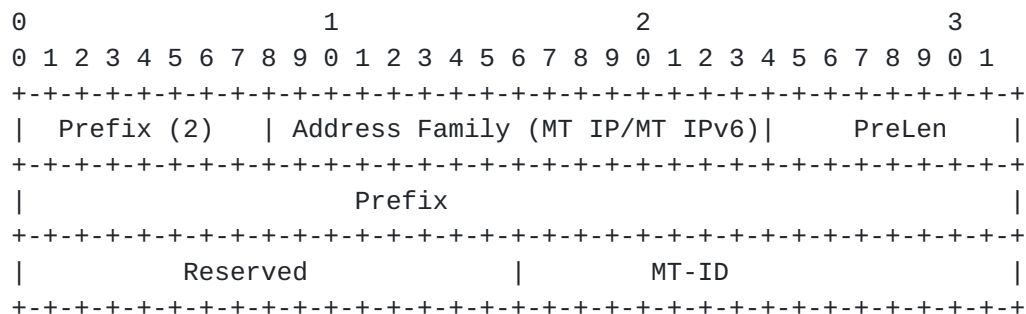 0                   1                   2                   3
0 1 2 3 4 5 6 7 8 9 0 1 2 3 4 5 6 7 8 9 0 1 2 3 4 5 6 7 8 9 0 1
+-+-+-+-+-+-+-+-+-+-+-+-+-+-+-+-+-+-+-+-+-+-+-+-+-+-+-+-+-+-+-+-+
|  Prefix (2)   | Address Family (MT IP/MT IPv6)|     PreLen    |
+-+-+-+-+-+-+-+-+-+-+-+-+-+-+-+-+-+-+-+-+-+-+-+-+-+-+-+-+-+-+-+-+
|                     Prefix                                    |
+-+-+-+-+-+-+-+-+-+-+-+-+-+-+-+-+-+-+-+-+-+-+-+-+-+-+-+-+-+-+-+-+
|          Reserved             |        MT-ID                  |
+-+-+-+-+-+-+-+-+-+-+-+-+-+-+-+-+-+-+-+-+-+-+-+-+-+-+-+-+-+-+-+-+